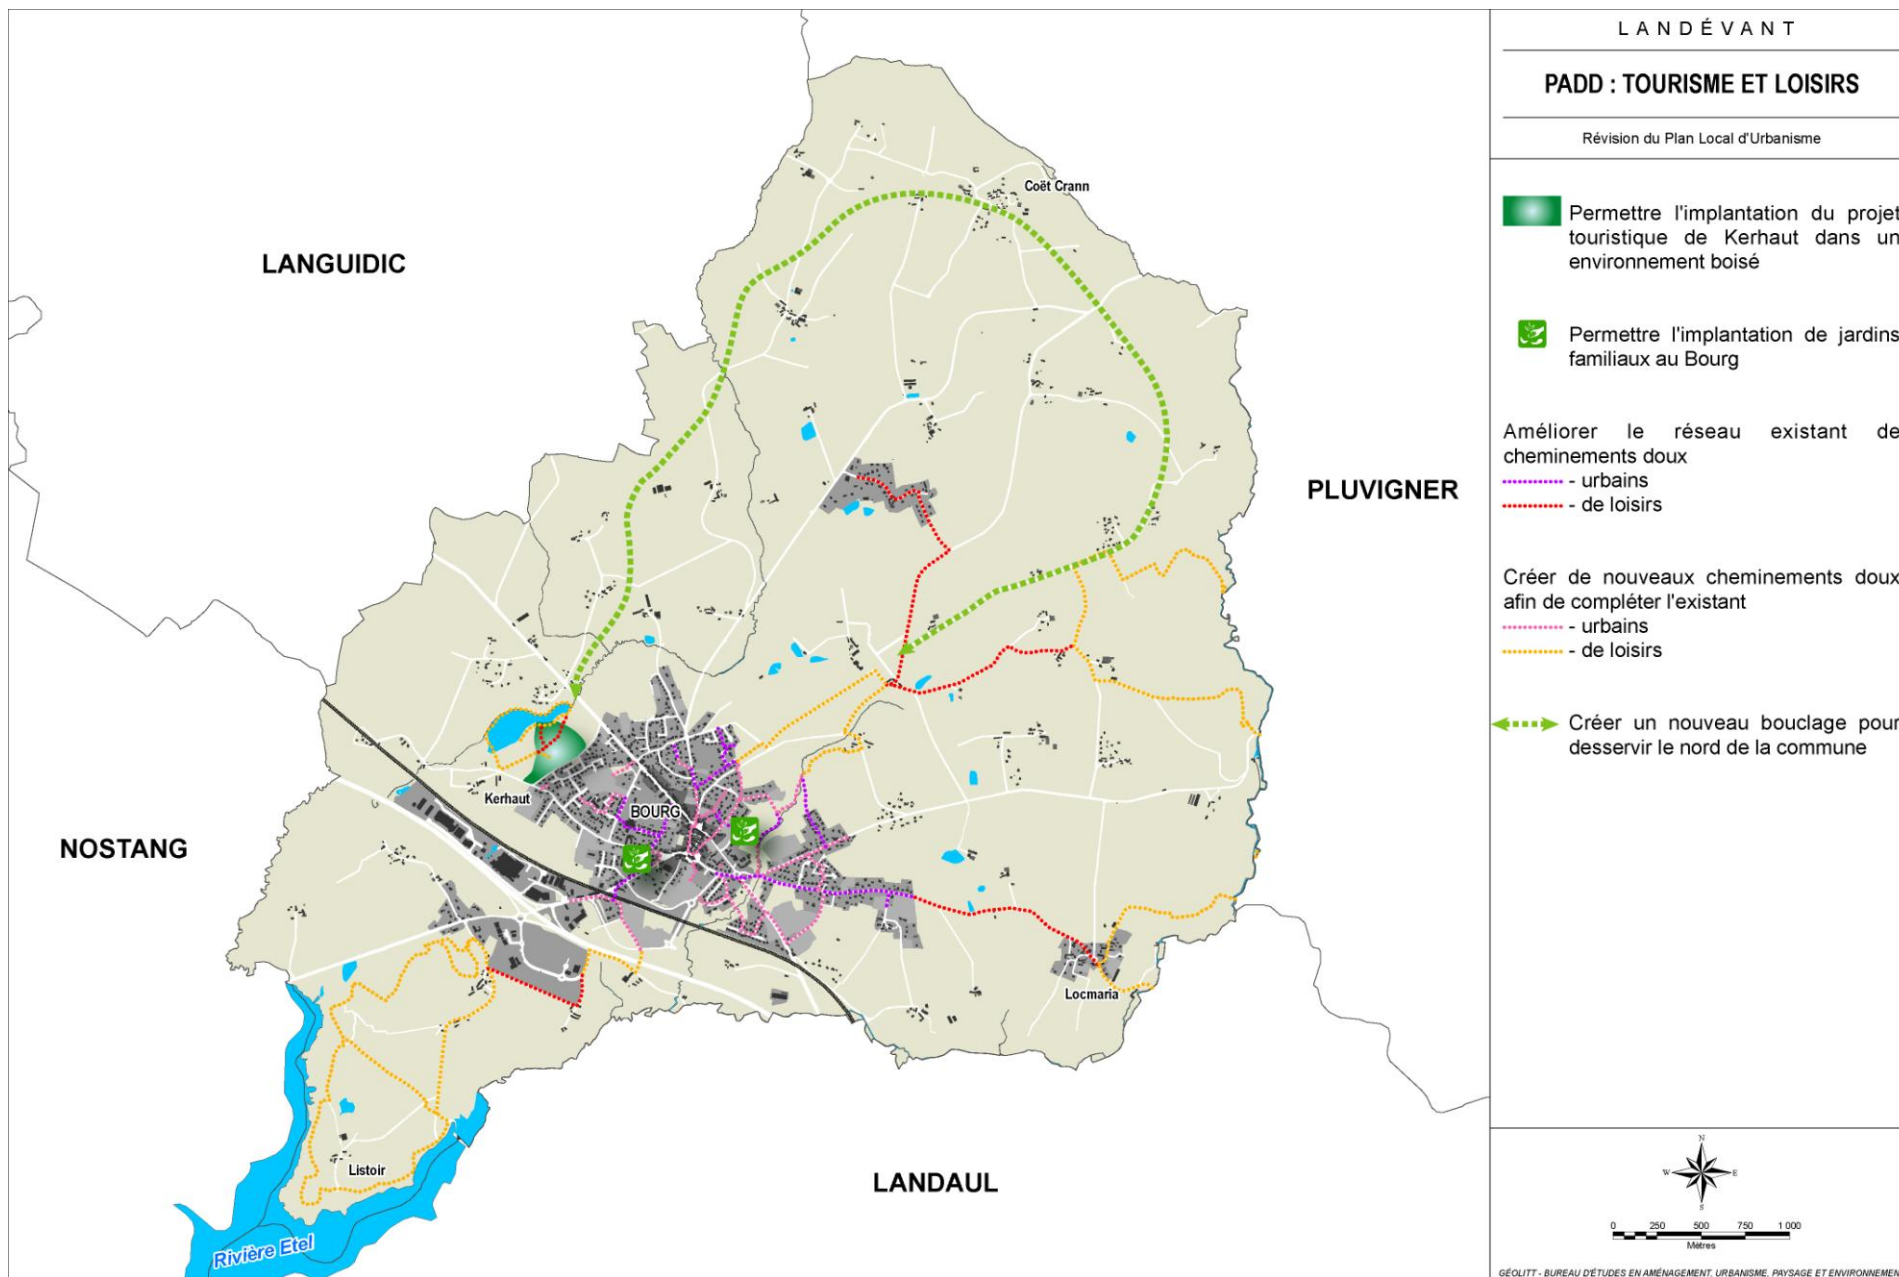 LANDÉVANT
PADD : TOURISME ET LOISIRS
Révision du Plan Local d'Urbanisme
Permettre l'implantation du projet
touristique de Kerhaut dans un
environnement boisé
Permettre l'implantation de jardins
familiaux au Bourg
Améliorer le réseau existant de
cheminements doux
- urbains
- de loisirs
Créer de nouveaux cheminements doux
afin de compléter l'existant
- urbains
- de loisirs
Créer un nouveau bouclage pour
desservir le nord de la commune
N
W E
S
0 250 500 750 1 000
Mètres
GÉOLITT - BUREAU D'ÉTUDES EN AMÉNAGEMENT, URBANISME, PAYSAGE ET ENVIRONNEMEN
Coët Crann
LANGUIDIC
PLUVIGNER
Kerhaut
BOURG
NOSTANG
Locmaria
Listoir
LANDAUL
Rivière Etel